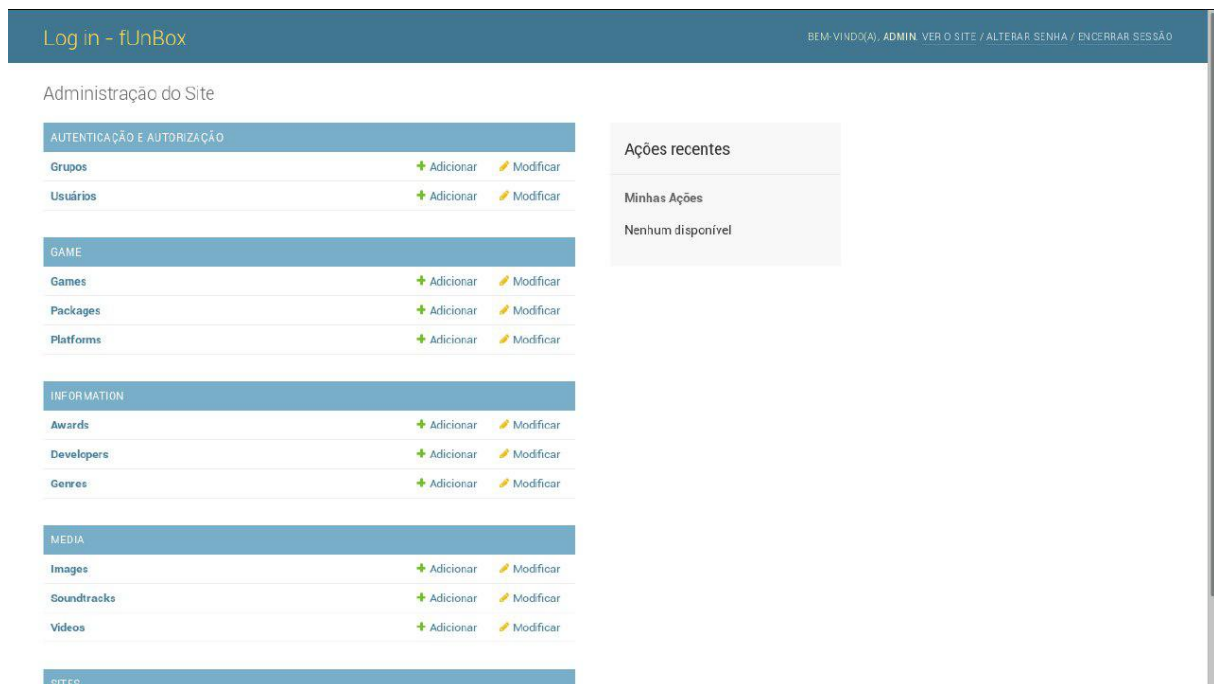 Log in - fUnBox
BEM-VINDO(A), ADMIN. VER O SITE / ALTERAR SENHA / ENCERRAR SESSÃO
Administração do Site
AUTENTICAÇÃO E AUTORIZAÇÃO
Grupos Adicionar Modificar
Usuários Adicionar Modificar
GAME
Games Adicionar Modificar
Packages Adicionar Modificar
Platforms Adicionar Modificar
INFORMATION
Awards Adicionar Modificar
Developers Adicionar Modificar
Genres Adicionar Modificar
MEDIA
Images Adicionar Modificar
Soundtracks Adicionar Modificar
Videos Adicionar Modificar
SITES
Ações recentes
Minhas Ações
Nenhum disponível